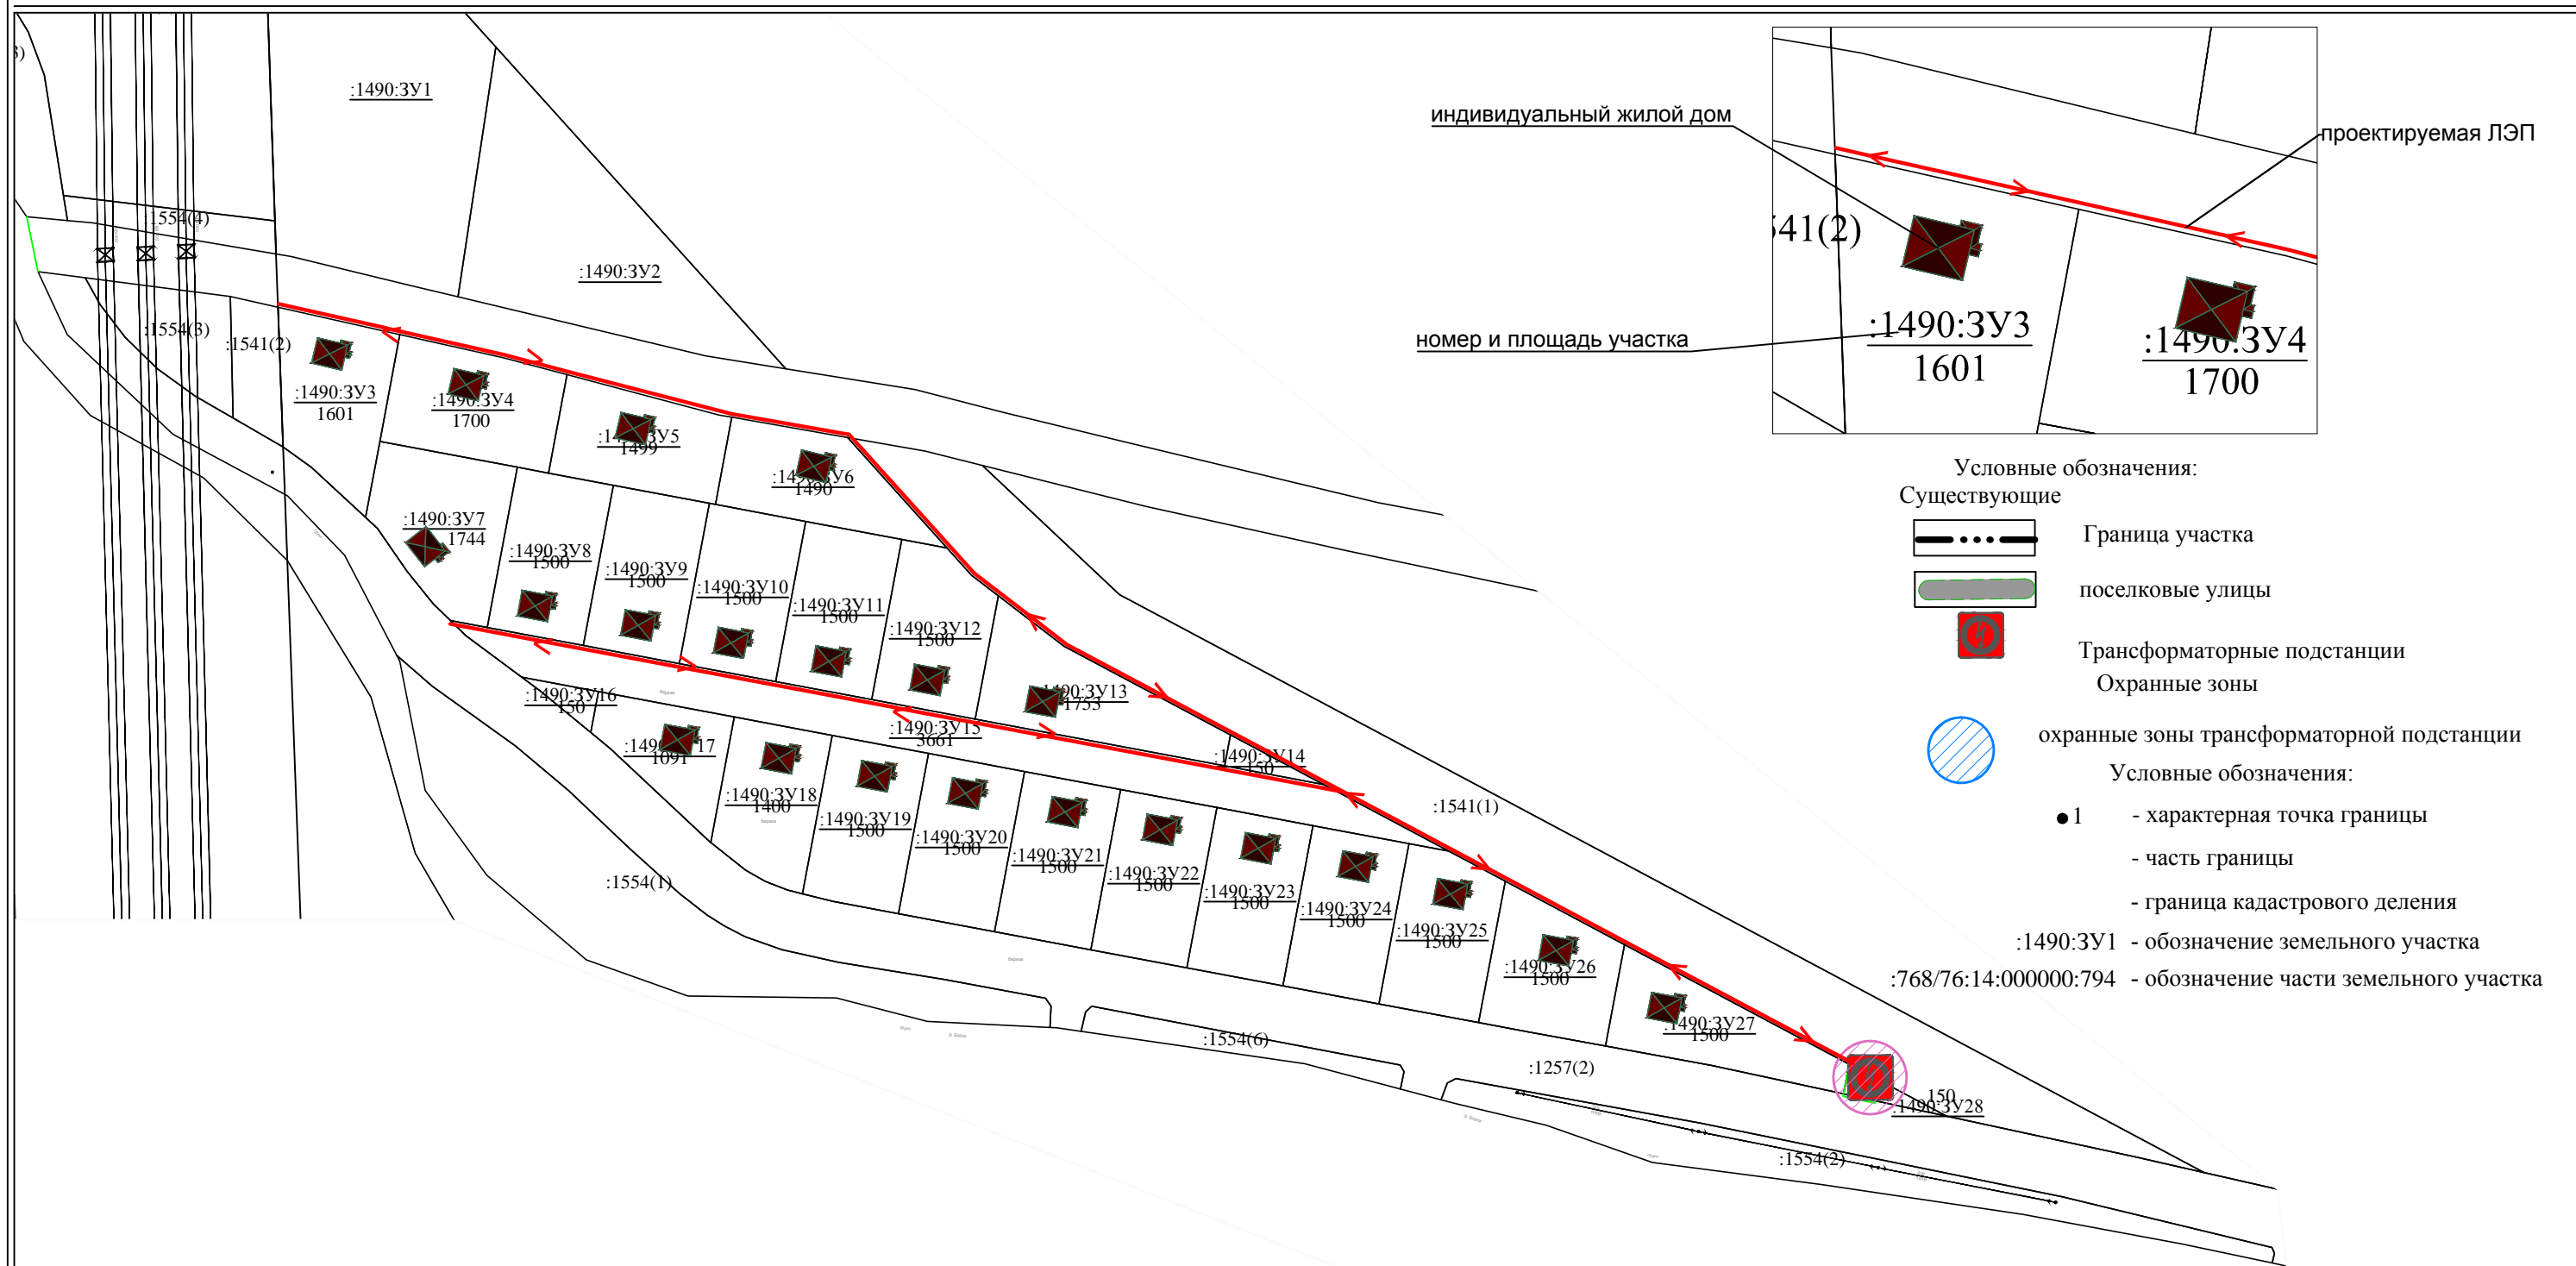 :1490:ЗУ1
:1554(4)
:1490:ЗУ2
:1554(3)
:1541(2)
:1490:ЗУ3
1601
:1490:ЗУ4
1700
1499
:1490:ЗУ6
1490
:1490:ЗУ7
1744
:1490:ЗУ8
1500
:1490:ЗУ9
1500
:1490:ЗУ10
1500
:1490:ЗУ11
1500
:1490:ЗУ12
1500
:1490:ЗУ13
1753
:1490:ЗУ14
150
:1490:ЗУ15
3661
:1490:ЗУ16
150
1091
:1490:ЗУ18
1400
:1490:ЗУ19
1500
:1490:ЗУ20
1500
:1490:ЗУ21
1500
:1490:ЗУ22
1500
:1490:ЗУ23
1500
:1490:ЗУ24
1500
:1490:ЗУ25
1500
:1490:ЗУ26
1500
:1490:ЗУ27
1500
150
:1490:ЗУ28
:1541(1)
:1554(1)
:1554(6)
:1257(2)
:1554(2)
индивидуальный жилой дом
проектируемая ЛЭП
номер и площадь участка
541(2)
:1490:ЗУ3
1601
:1490:ЗУ4
1700
Условные обозначения:
Существующие
Граница участка
поселковые улицы
Трансформаторные подстанции
Охранные зоны
охранные зоны трансформаторной подстанции
Условные обозначения:
1 - характерная точка границы
- часть границы
- граница кадастрового деления
:1490:ЗУ1 - обозначение земельного участка
:768/76:14:000000:794 - обозначение части земельного участка